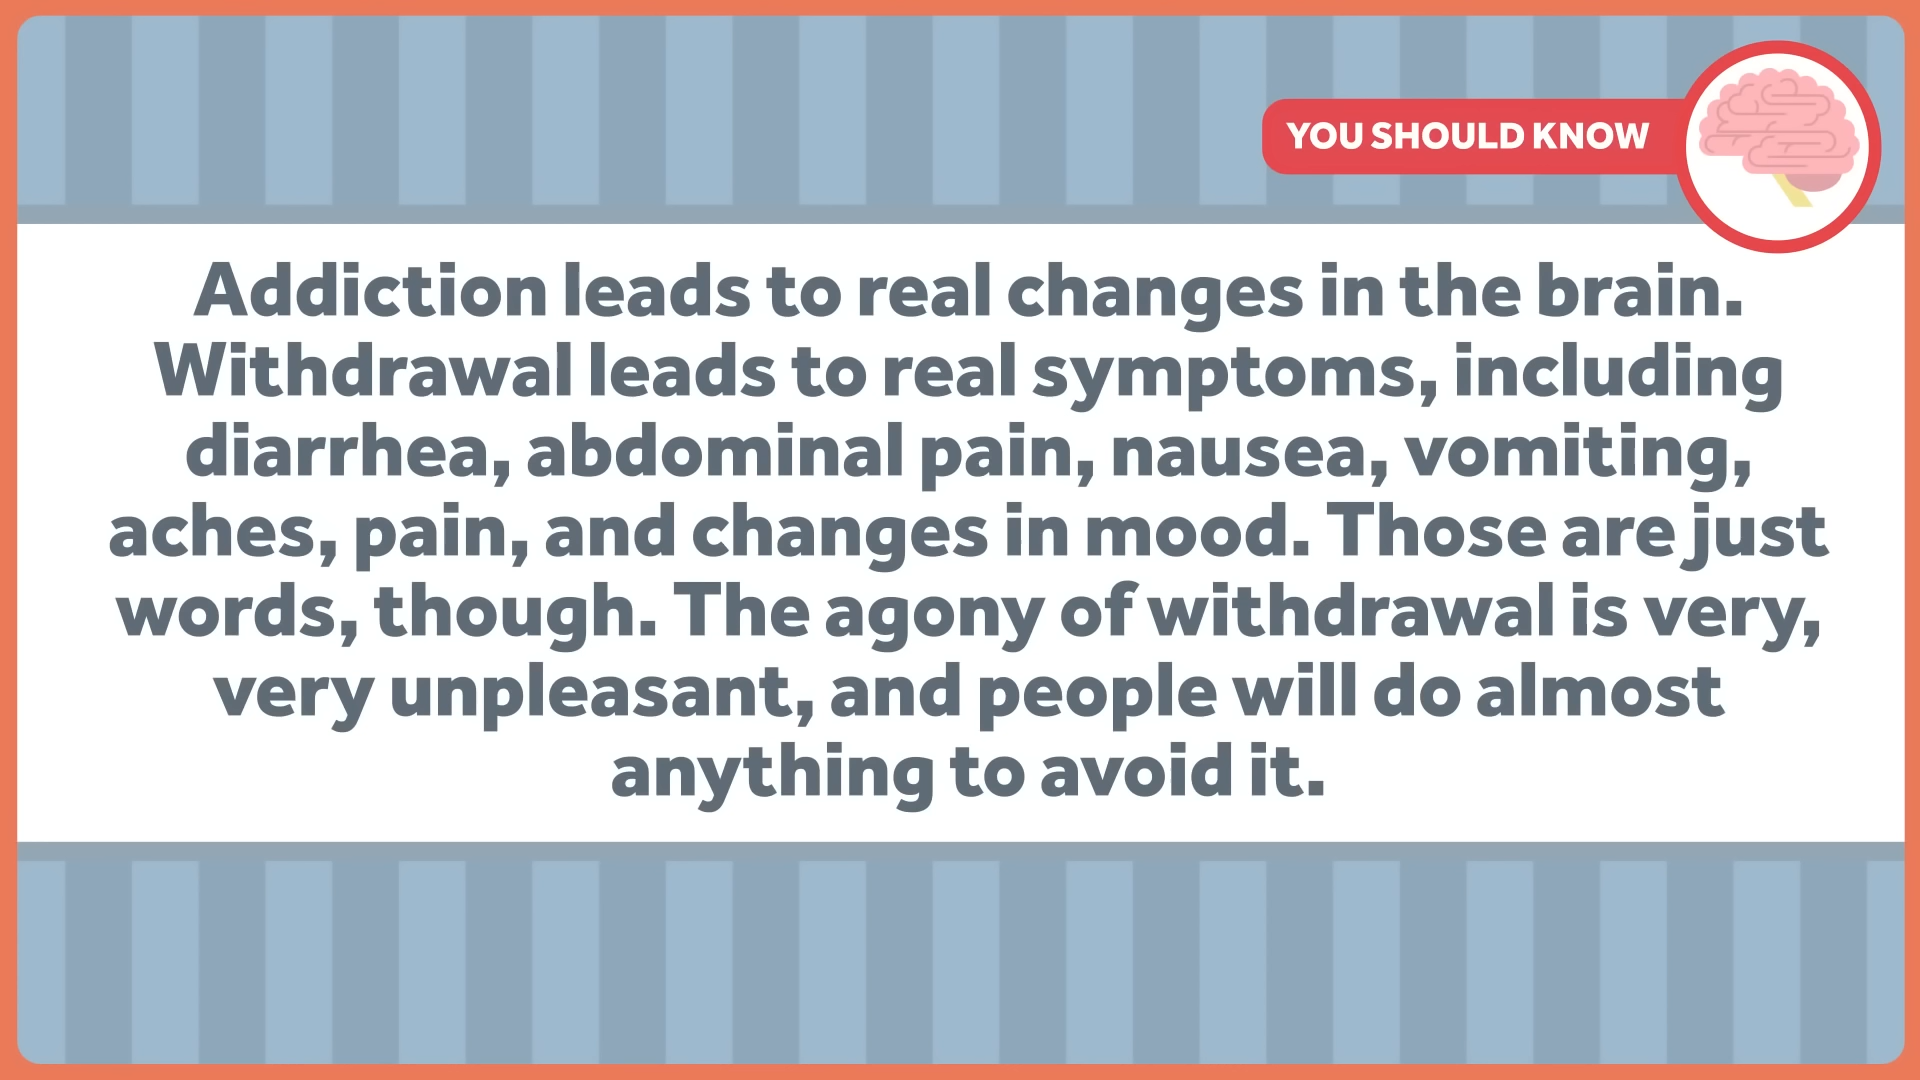 YOU SHOULD KNOW
Addiction leads to real changes in the brain.
Withdrawal leads to real symptoms, including
diarrhea, abdominal pain, nausea, vomiting,
aches, pain, and changes in mood. Those are just
words, though. The agony of withdrawal is very,
very unpleasant, and people will do almost
anything to avoid it.